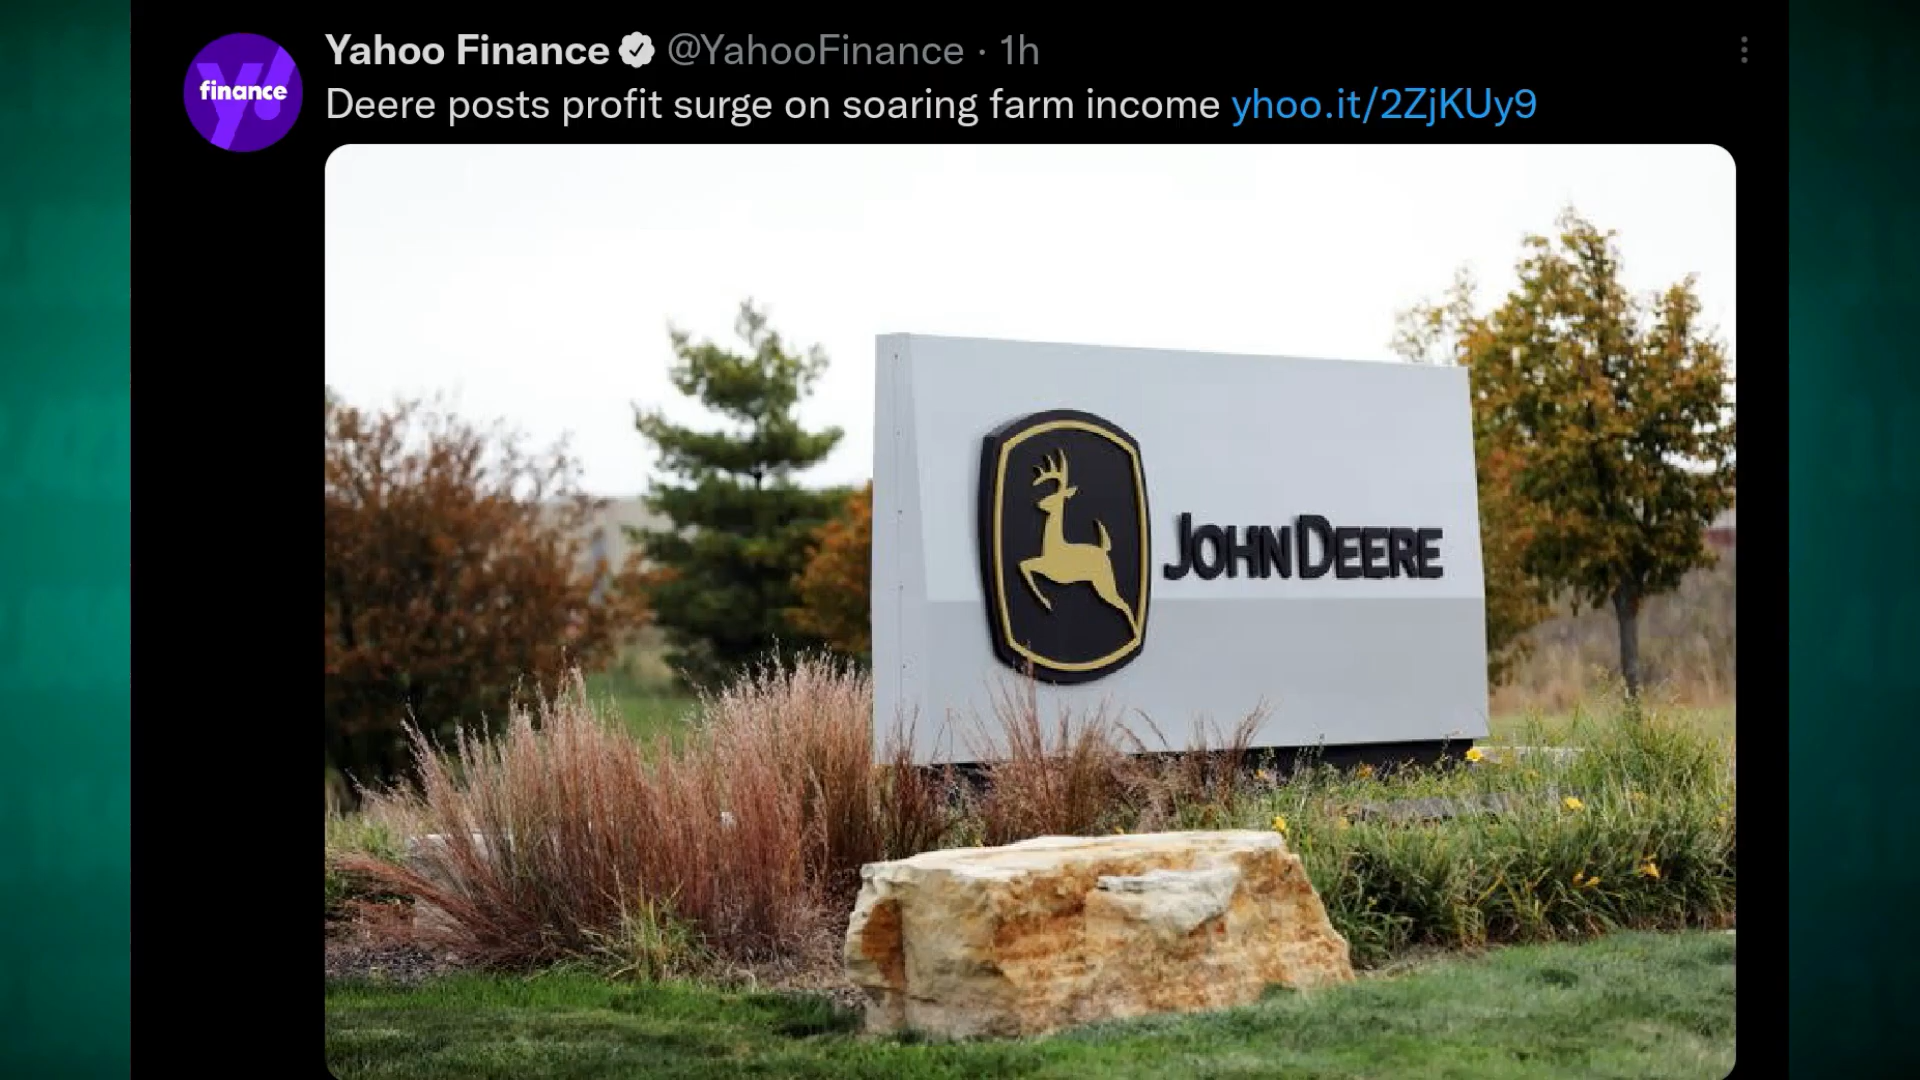 Yahoo Finance @YahooFinance · 1h
finance
Deere posts profit surge on soaring farm income yhoo.it/2ZjKUy9
JOHN DEERE